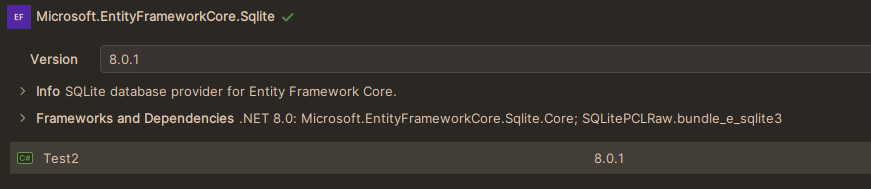 EF Microsoft.EntityFrameworkCore.Sqlite
Version 8.0.1
Info SQLite database provider for Entity Framework Core.
Frameworks and Dependencies .NET 8.0: Microsoft.EntityFrameworkCore.Sqlite.Core; SQLitePCLRaw.bundle_e_sqlite3
C# Test2 8.0.1